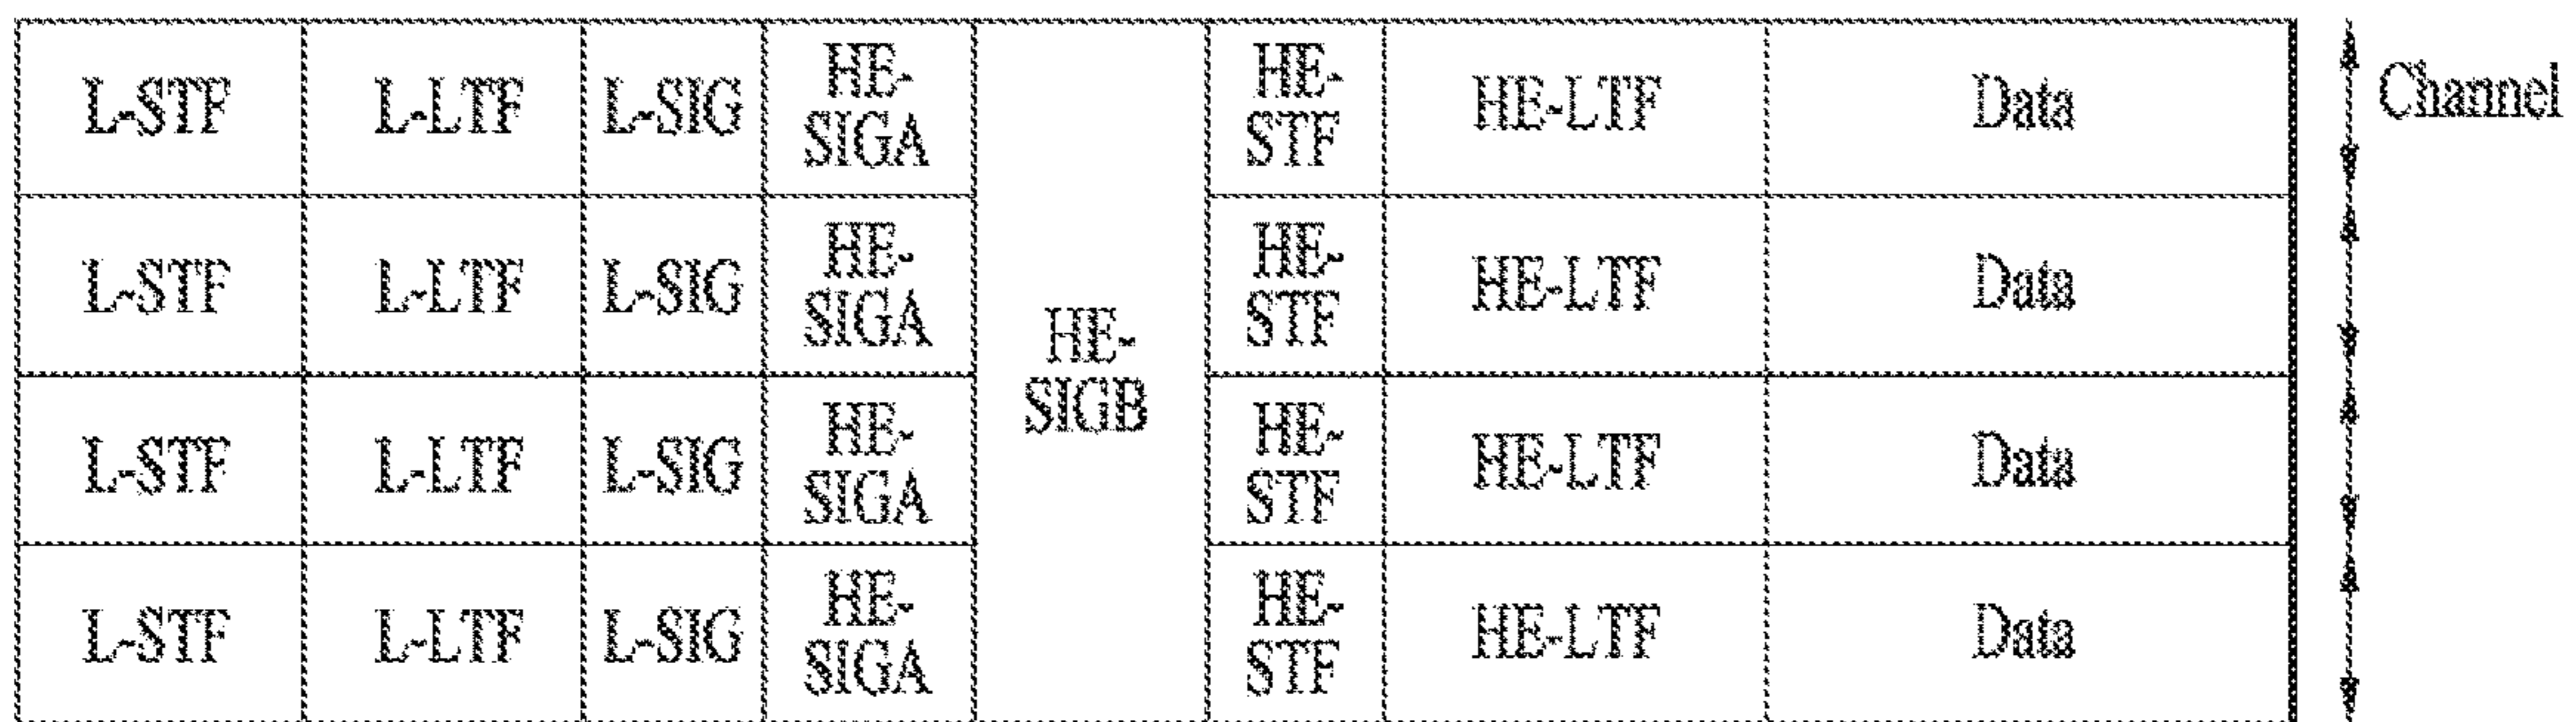 L-STF L-LTF L-SIG HE-SIGA HE-STF HE-LTF Data Channel
L-STF L-LTF L-SIG HE-SIGA HE-STF HE-LTF Data
HE-SIGB
L-STF L-LTF L-SIG HE-SIGA HE-STF HE-LTF Data
L-STF L-LTF L-SIG HE-SIGA HE-STF HE-LTF Data